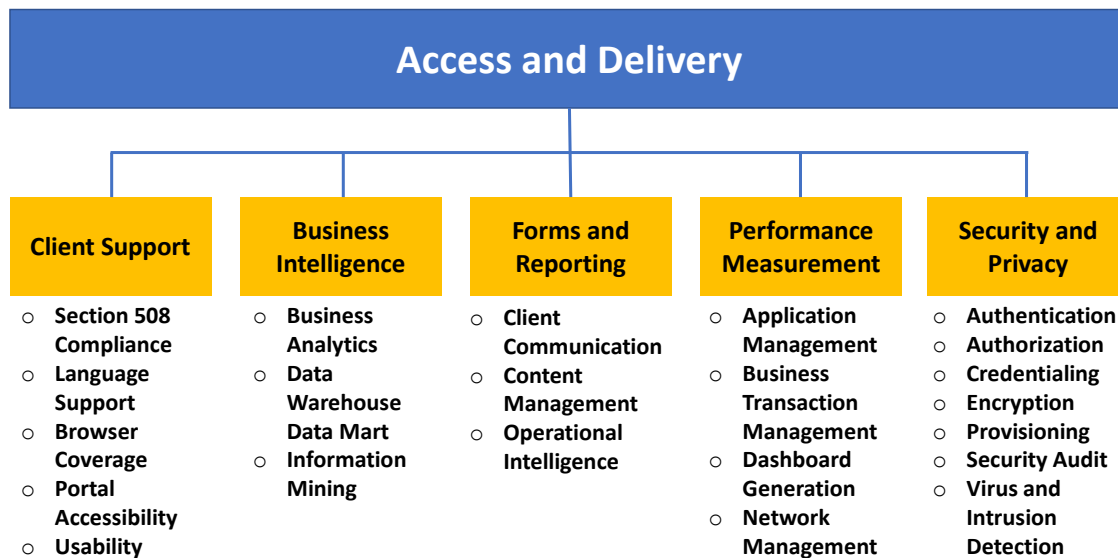 Access and Delivery
Client Support
○ Section 508
Compliance
○ Language
Support
○ Browser
Coverage
○ Portal
Accessibility
○ Usability
Business
Intelligence
○ Business
Analytics
○ Data
Warehouse
Data Mart
○ Information
Mining
Forms and
Reporting
○ Client
Communication
○ Content
Management
○ Operational
Intelligence
Performance
Measurement
○ Application
Management
○ Business
Transaction
Management
○ Dashboard
Generation
○ Network
Management
Security and
Privacy
○ Authentication
○ Authorization
○ Credentialing
○ Encryption
○ Provisioning
○ Security Audit
○ Virus and
Intrusion
Detection